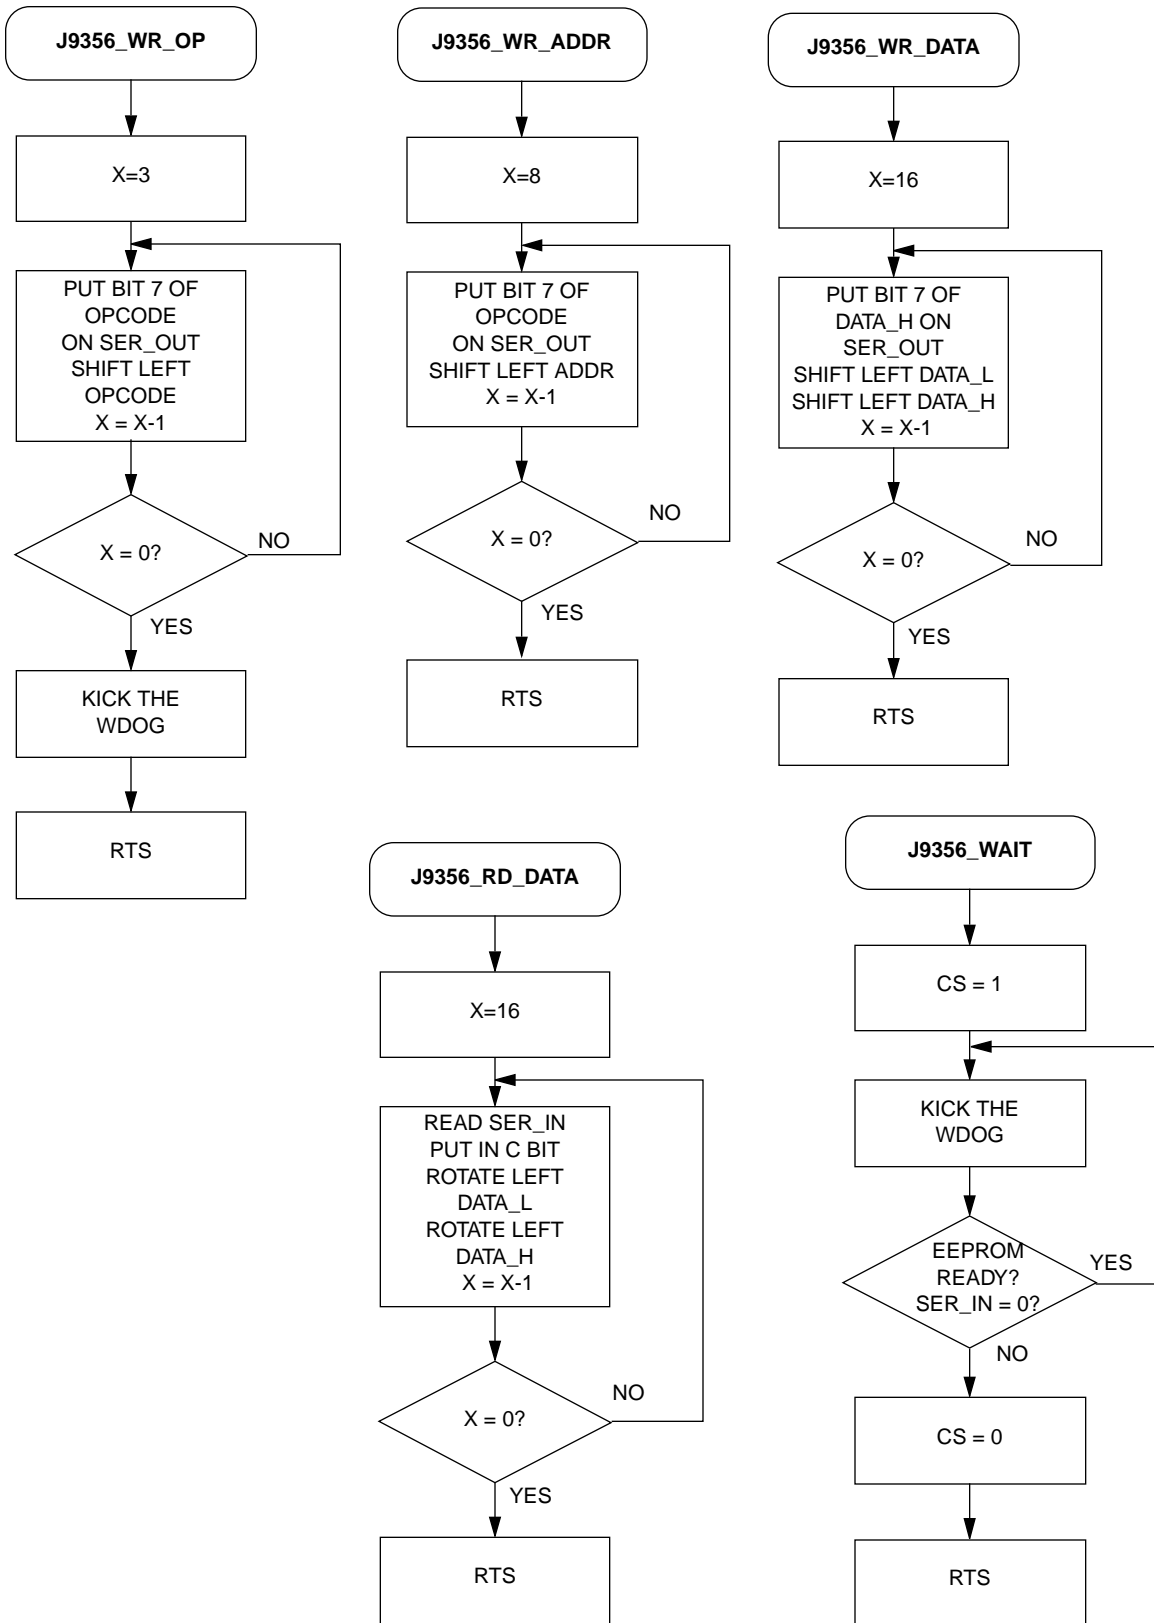 J9356_WR_OP
X=3
PUT BIT 7 OF
OPCODE
ON SER_OUT
SHIFT LEFT
OPCODE
X = X-1
X = 0?
NO
YES
KICK THE
WDOG
RTS
J9356_WR_ADDR
X=8
PUT BIT 7 OF
OPCODE
ON SER_OUT
SHIFT LEFT ADDR
X = X-1
X = 0?
NO
YES
RTS
J9356_WR_DATA
X=16
PUT BIT 7 OF
DATA_H ON
SER_OUT
SHIFT LEFT DATA_L
SHIFT LEFT DATA_H
X = X-1
X = 0?
NO
YES
RTS
J9356_RD_DATA
X=16
READ SER_IN
PUT IN C BIT
ROTATE LEFT
DATA_L
ROTATE LEFT
DATA_H
X = X-1
X = 0?
NO
YES
RTS
J9356_WAIT
CS = 1
KICK THE
WDOG
EEPROM
READY?
SER_IN = 0?
YES
NO
CS = 0
RTS